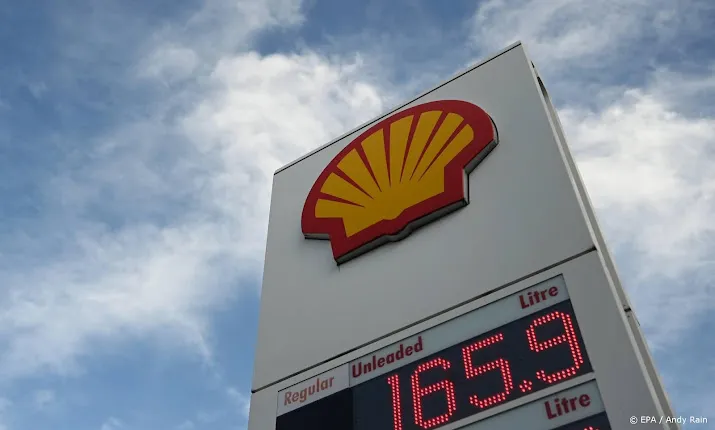 Litre
Regular Unleaded
165.9
Litre
© EPA / Andy Rain